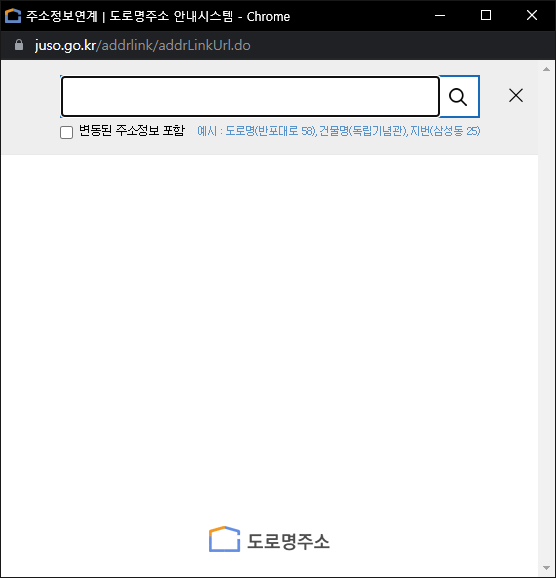 주소정보연계 | 도로명주소 안내시스템 - Chrome
juso.go.kr/addrlink/addrLinkUrl.do
변동된 주소정보 포함 예시 : 도로명(반포대로 58), 건물명(독립기념관), 지번(삼성동 25)
도로명주소